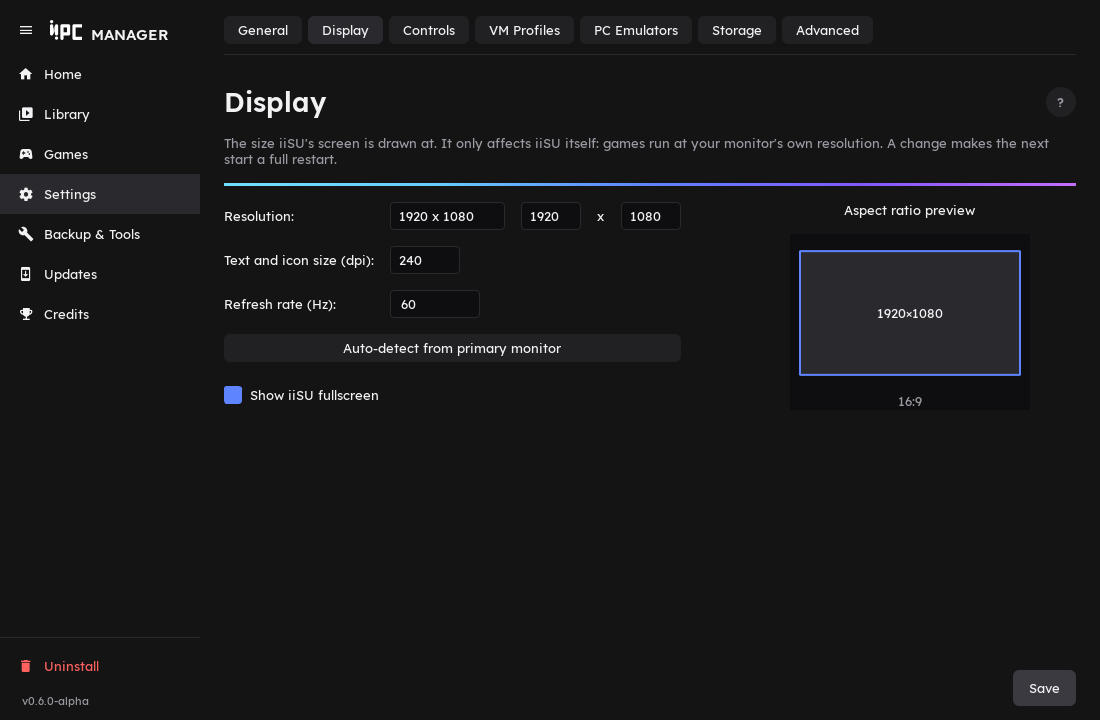 iiPC MANAGER
General
Display
Controls
VM Profiles
PC Emulators
Storage
Advanced
Home
Library
Games
Settings
Backup & Tools
Updates
Credits
Display
?
The size iiSU's screen is drawn at. It only affects iiSU itself: games run at your monitor's own resolution. A change makes the next
start a full restart.
Resolution:
1920 x 1080
1920
x
1080
Text and icon size (dpi):
240
Refresh rate (Hz):
60
Auto-detect from primary monitor
Show iiSU fullscreen
Aspect ratio preview
1920×1080
16:9
Uninstall
v0.6.0-alpha
Save